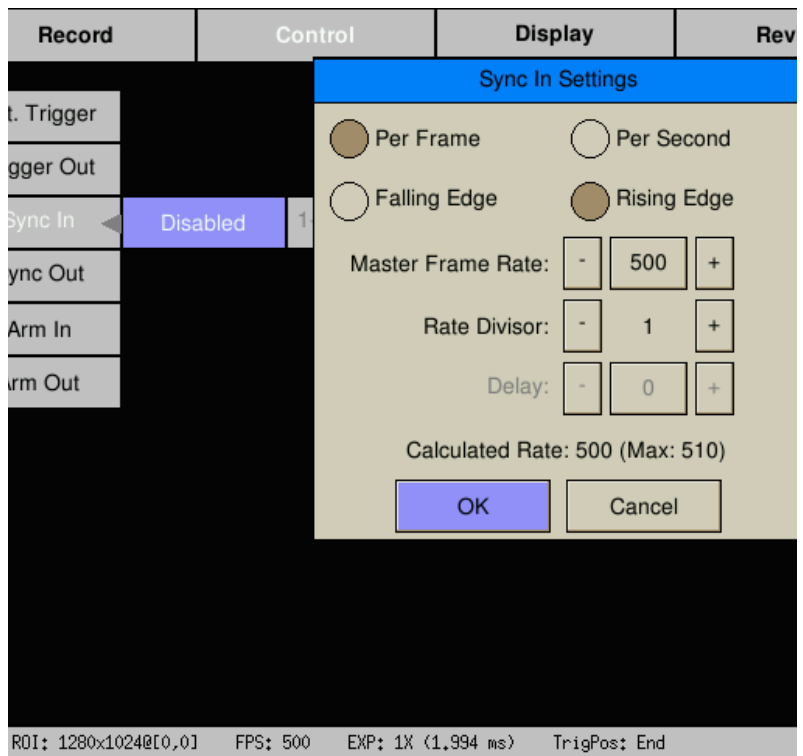 Record Control Display Rev
Sync In Settings
t. Trigger
Per Frame Per Second
gger Out
Falling Edge Rising Edge
Sync In Disabled 1
Master Frame Rate: - 500 +
ync Out
Rate Divisor: - 1 +
Arm In
Delay: - 0 +
rm Out
Calculated Rate: 500 (Max: 510)
OK Cancel
ROI: 1280x1024@[0,0] FPS: 500 EXP: 1X (1.994 ms) TrigPos: End